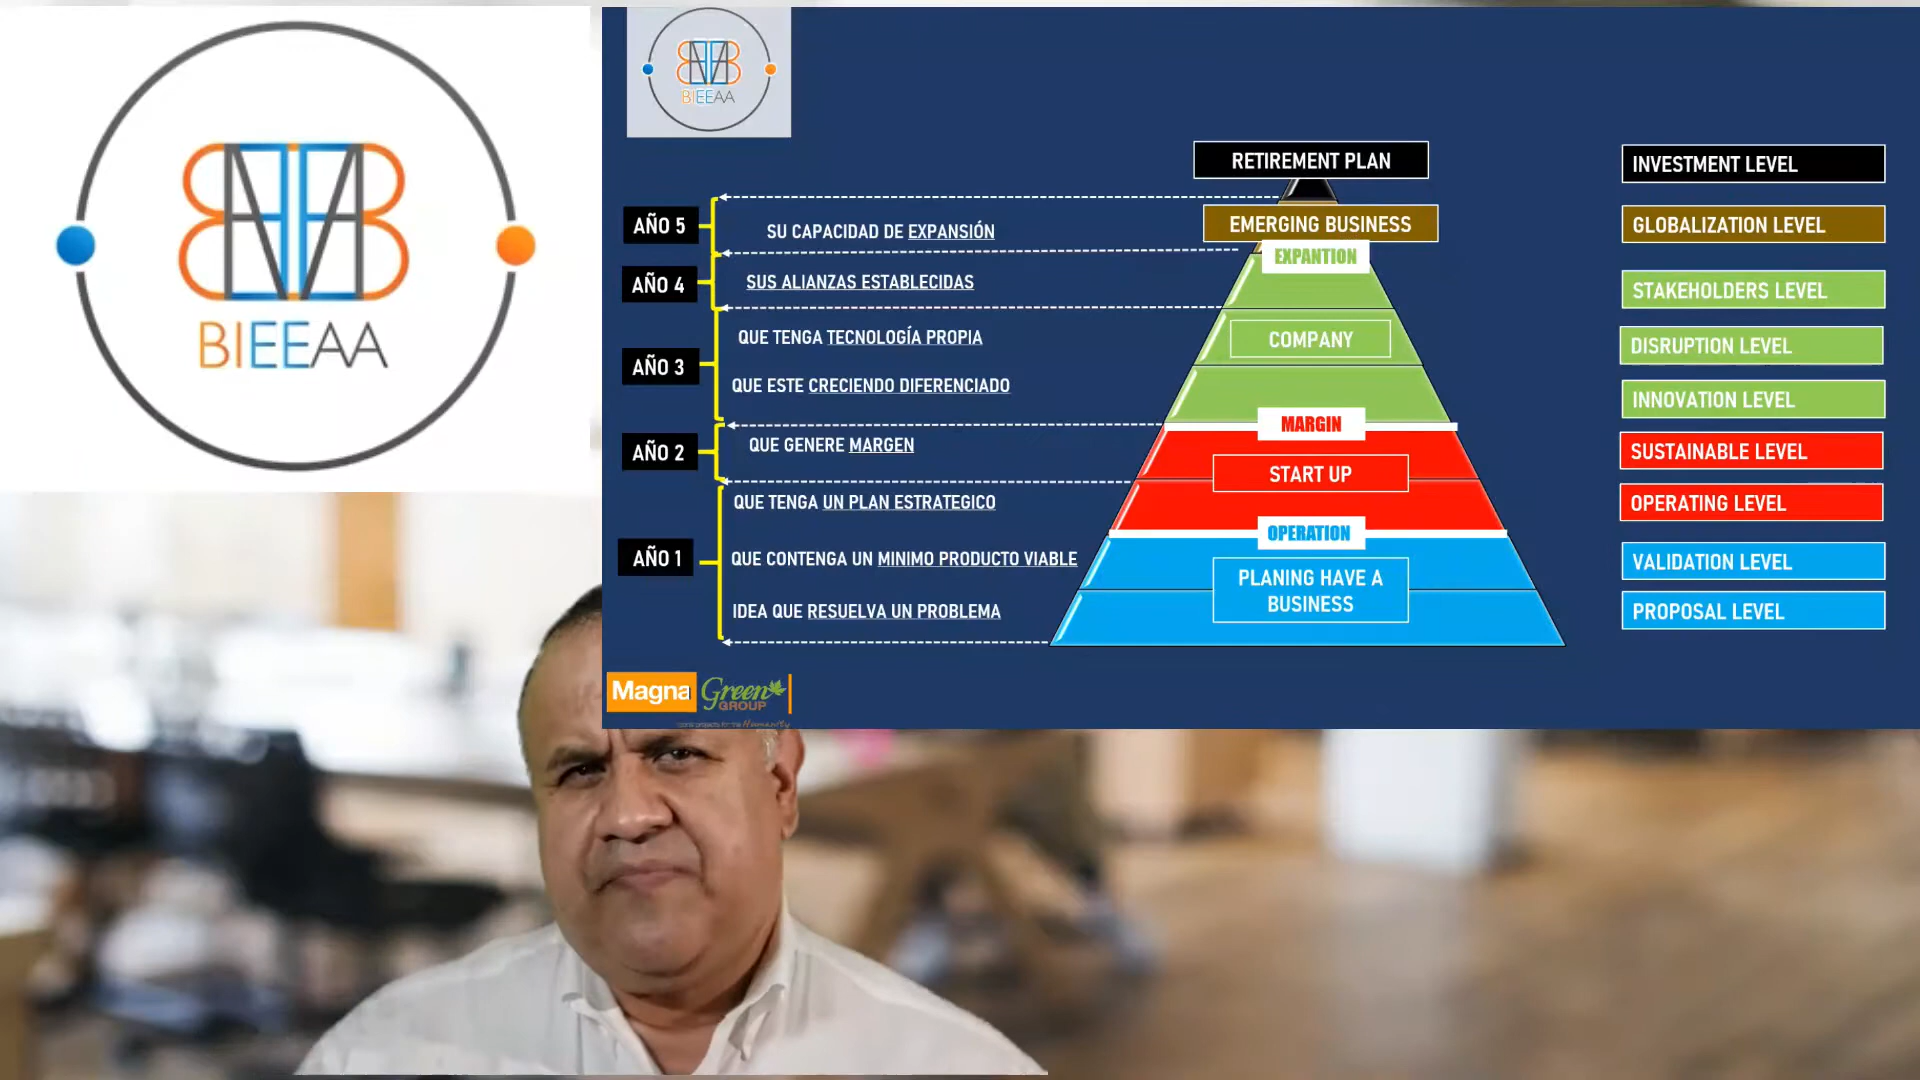 BIEEAA
BIEEAA
RETIREMENT PLAN
INVESTMENT LEVEL
AÑO 5
SU CAPACIDAD DE EXPANSIÓN
EMERGING BUSINESS
GLOBALIZATION LEVEL
EXPANTION
AÑO 4
SUS ALIANZAS ESTABLECIDAS
STAKEHOLDERS LEVEL
QUE TENGA TECNOLOGÍA PROPIA
COMPANY
DISRUPTION LEVEL
AÑO 3
QUE ESTE CRECIENDO DIFERENCIADO
INNOVATION LEVEL
MARGIN
AÑO 2
QUE GENERE MARGEN
SUSTAINABLE LEVEL
START UP
QUE TENGA UN PLAN ESTRATEGICO
OPERATING LEVEL
OPERATION
AÑO 1
QUE CONTENGA UN MINIMO PRODUCTO VIABLE
VALIDATION LEVEL
PLANING HAVE A
BUSINESS
IDEA QUE RESUELVA UN PROBLEMA
PROPOSAL LEVEL
Magna Green
GROUP
Humanity